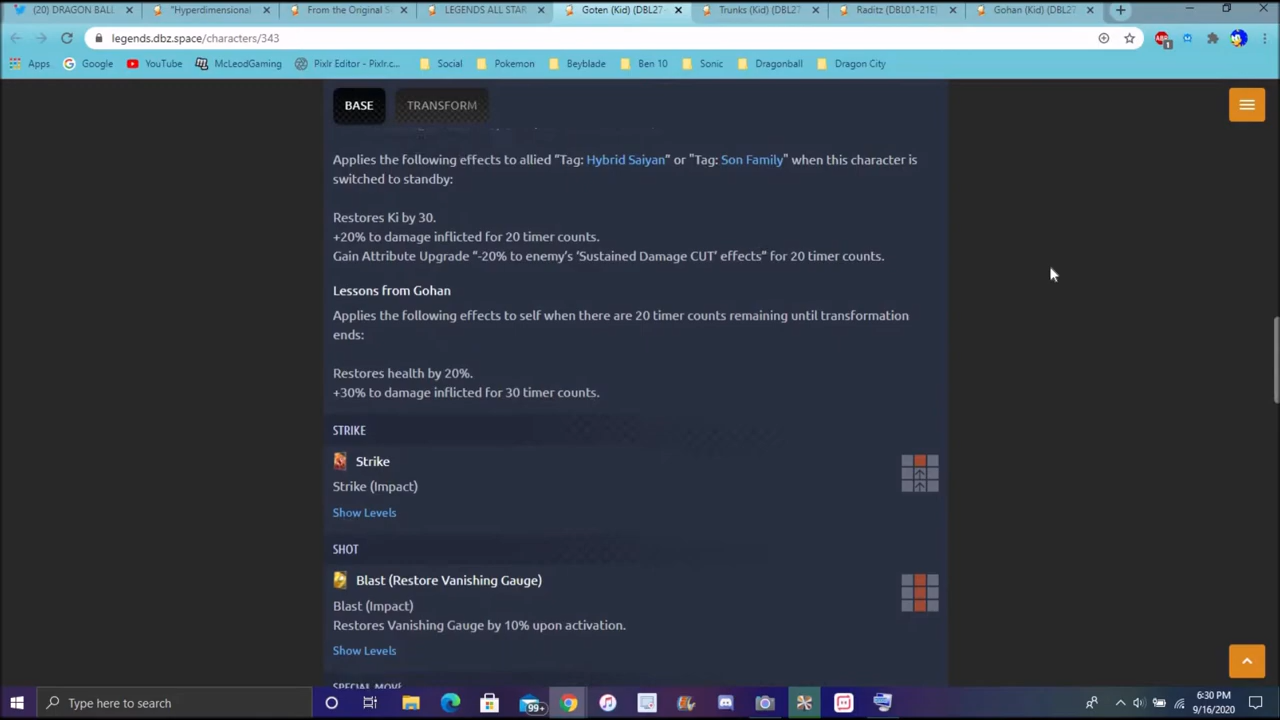 (20) DRAGON BALL
"Hyperdimensional
From the Original S
LEGENDS ALL STAR
Goten (Kid) (DBL27-
Trunks (Kid) (DBL27
Raditz (DBL01-21E)
Gohan (Kid) (DBL27
legends.dbz.space/characters/343
ABP
1
Apps
Google
YouTube
McLeodGaming
Pixlr Editor - Pixlr.c...
Social
Pokemon
Beyblade
Ben 10
Sonic
Dragonball
Dragon City
BASE
TRANSFORM
Applies the following effects to allied "Tag: Hybrid Saiyan" or "Tag: Son Family" when this character is
switched to standby:
Restores Ki by 30.
+20% to damage inflicted for 20 timer counts.
Gain Attribute Upgrade “-20% to enemy’s ‘Sustained Damage CUT’ effects” for 20 timer counts.
Lessons from Gohan
Applies the following effects to self when there are 20 timer counts remaining until transformation
ends:
Restores health by 20%.
+30% to damage inflicted for 30 timer counts.
STRIKE
Strike
Strike (Impact)
Show Levels
SHOT
Blast (Restore Vanishing Gauge)
Blast (Impact)
Restores Vanishing Gauge by 10% upon activation.
Show Levels
SPECIAL MOVE
Type here to search
99+
6:30 PM
9/16/2020